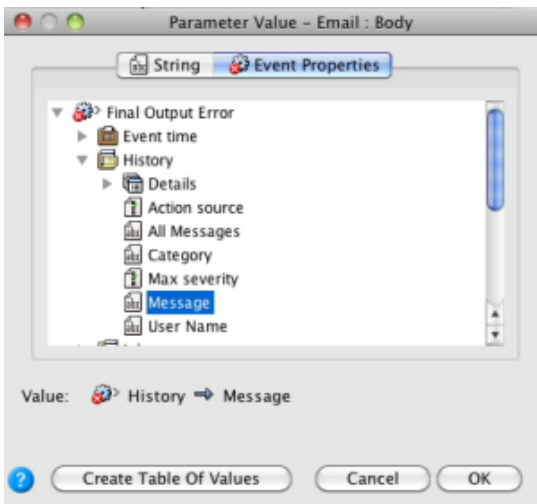 Parameter Value – Email : Body
String Event Properties
Final Output Error
Event time
History
Details
Action source
All Messages
Category
Max severity
Message
User Name
Value: History ➡ Message
? Create Table Of Values Cancel OK